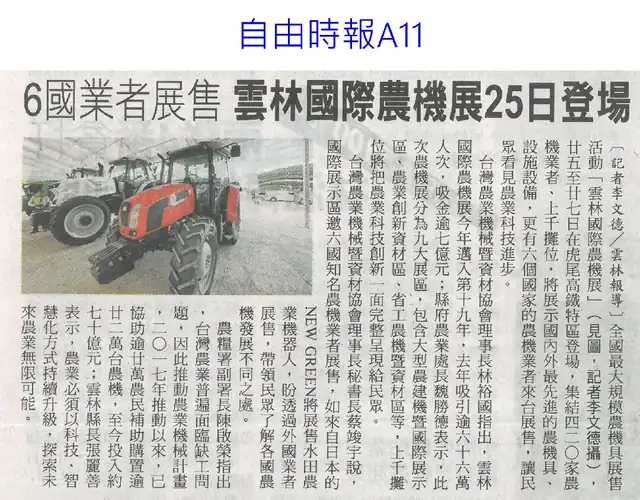 自由時報A11
6國業者展售 雲林國際農機展25日登場
〔記者李文德/雲林報導〕全國最大規模農機具展售
活動「雲林國際農機展」(見圖,記者李文德攝),
廿五至廿七日在虎尾高鐵特區登場,集結四二〇家農
機業者、上千攤位,將展示國內外最先進的農機具、
設施設備,更有六個國家的農機業者來台展售,讓民
眾看見農業科技進步。
台灣農業機械暨資材協會理事長林裕國指出,雲林
國際農機展今年邁入第十九年,去年吸引逾六十六萬
人次,吸金逾七億元;縣府農業處長魏勝德表示,此
次農機展分為九大展區,包含大型農建機暨國際展示
區、農業創新資材區、省工農機暨資材區等,上千攤
位將把農業科技創新一面完整呈現給民眾。
台灣農業機械暨資材協會理事長秘書長蔡竣宇說,
國際展示區邀六國知名農機業者展售,如來自日本的
NEW GREEN將展售水田農
業機器人,盼透過外國業者
展售,帶領民眾了解各國農
機發展不同之處。
農糧署副署長陳啟榮指出
,台灣農業普遍面臨缺工問
題,因此推動農業機械計畫
,二〇一七年推動以來,已
協助逾廿萬農民補助購置逾
廿二萬台農機,至今投入約
七十億元;雲林縣長張麗善
表示,農業必須以科技、智
慧化方式持續升級,探索未
來農業無限可能。